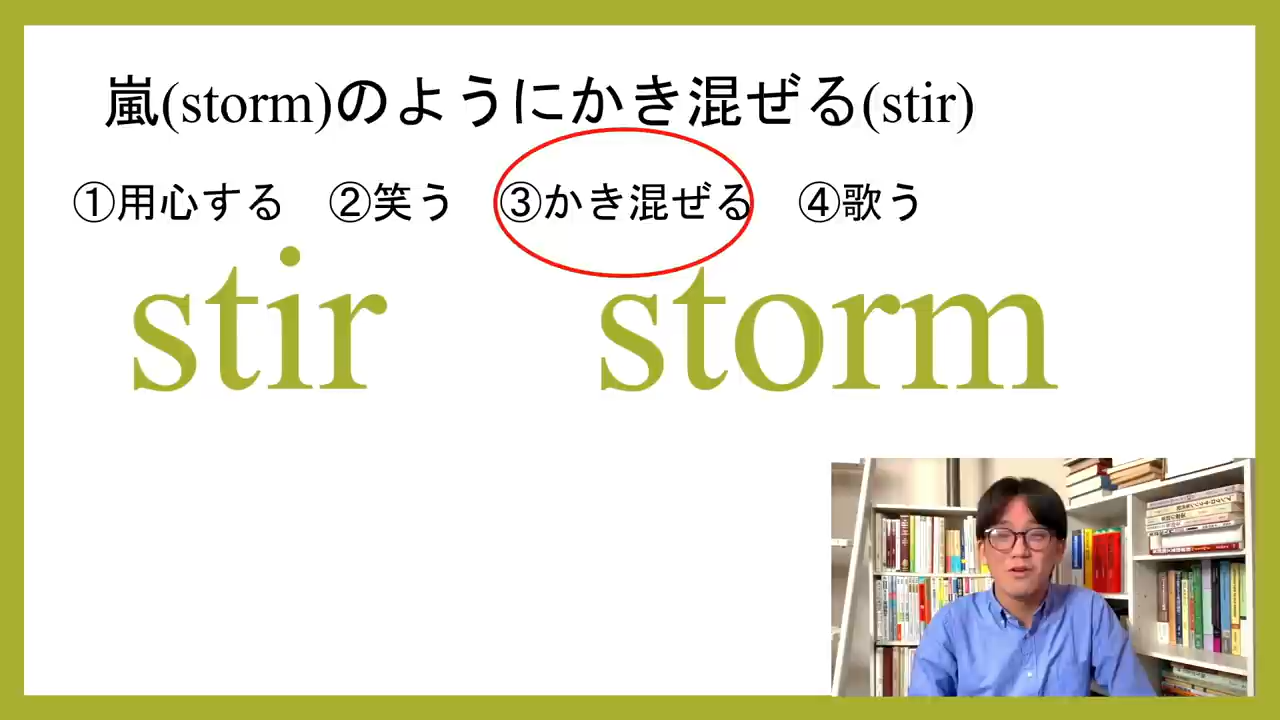 嵐(storm)のようにかき混ぜる(stir)
①用心する ②笑う ③かき混ぜる ④歌う
stir storm